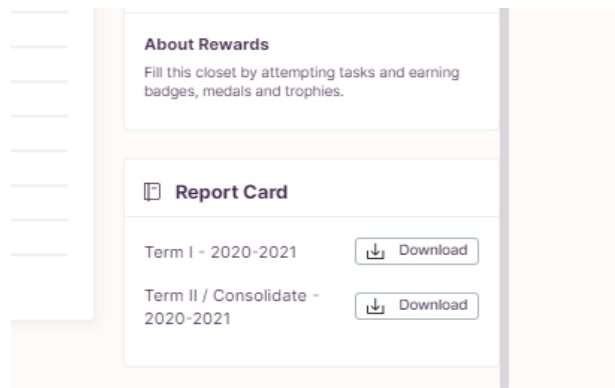 About Rewards
Fill this closet by attempting tasks and earning
badges, medals and trophies.
Report Card
Term I - 2020-2021
Download
Term II / Consolidate -
2020-2021
Download